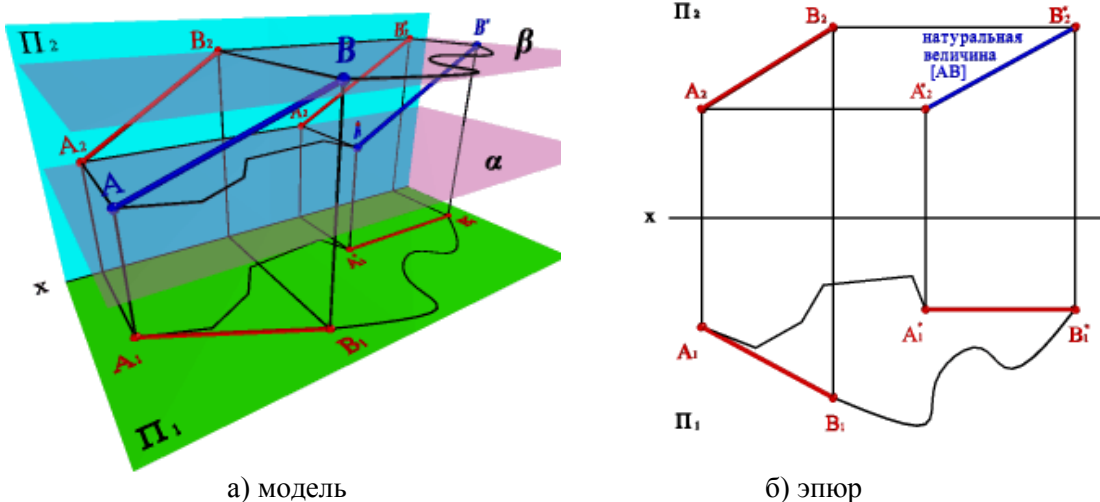 П₂
B₂
B*₂
B*
β
B
A₂
A
α
x
A*₁
A₁
B₁
П₁
а) модель
П₂
B₂
B*₂
натуральная
величина
[AB]
A₂
A*₂
x
A₁
A*₁
B*₁
B₁
П₁
б) эпюр